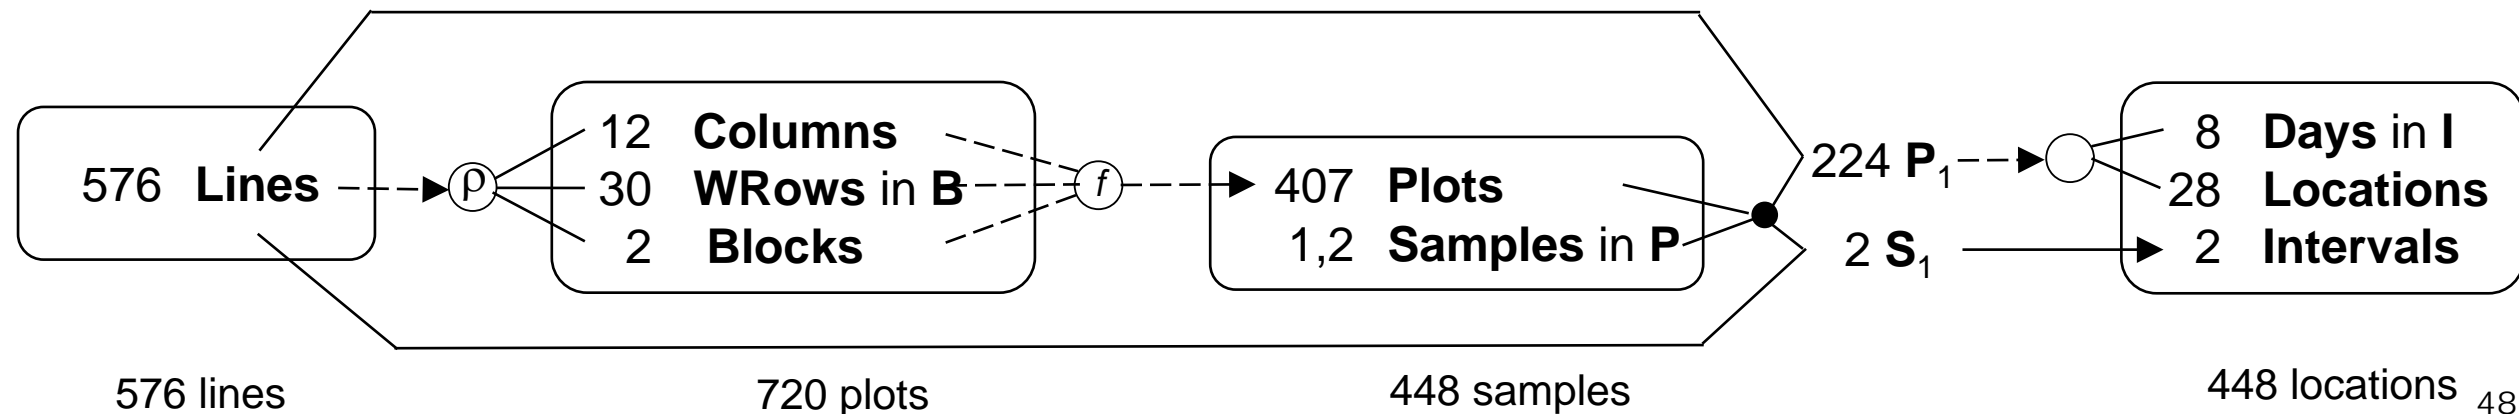 576 Lines
ρ
12 Columns
30 WRows in B
2 Blocks
f
407 Plots
1,2 Samples in P
224 P₁
2 S₁
8 Days in I
28 Locations
2 Intervals
576 lines
720 plots
448 samples
448 locations
48